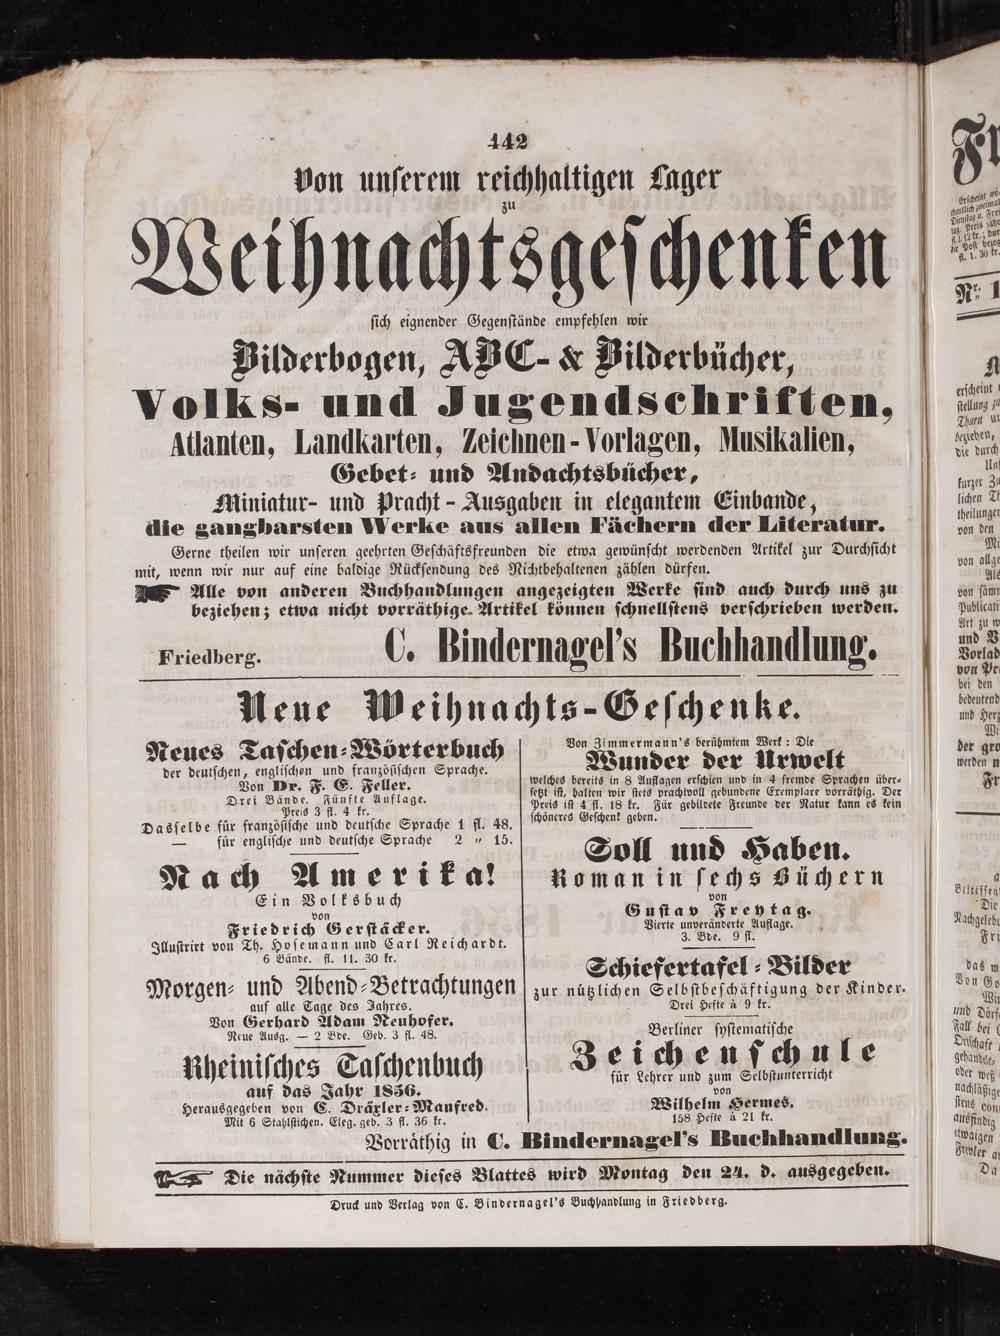 442
Von unserem reichhaltigen Lager
zu
Weihnachtsgeschenken
sich eignender Gegenstände empfehlen wir
Bilderbogen, ABC- & Bilderbücher,
Volks- und Jugendschriften,
Atlanten, Landkarten, Zeichnen-Vorlagen, Musikalien,
Gebet- und Andachtsbücher,
Miniatur- und Pracht-Ausgaben in elegantem Einbande,
die gangbarsten Werke aus allen Fächern der Literatur.
Gerne theilen wir unseren geehrten Geschäftsfreunden die etwa gewünscht werdenden Artikel zur Durchsicht
mit, wenn wir nur auf eine baldige Rücksendung des Nichtbehaltenen zählen dürfen.
Alle von anderen Buchhandlungen angezeigten Werke sind auch durch uns zu
beziehen; etwa nicht vorräthige Artikel können schnellstens verschrieben werden.
Friedberg. C. Bindernagel's Buchhandlung.
Neue Weihnachts-Geschenke.
Neues Taschen-Wörterbuch
der deutschen, englischen und französischen Sprache.
Von Dr. F. E. Feller.
Drei Bände. Fünfte Auflage.
Preis 3 fl. 4 kr.
Dasselbe für französische und deutsche Sprache 1 fl. 48.
— für englische und deutsche Sprache 2 „ 15.
Nach Amerika!
Ein Volksbuch
von
Friedrich Gerstäcker.
Illustrirt von Th. Hosemann und Carl Reichardt.
6 Bände. fl. 11. 30 kr.
Morgen- und Abend-Betrachtungen
auf alle Tage des Jahres.
Von Gerhard Adam Neuhofer.
Neue Ausg. — 2 Bde. Geb. 3 fl. 48.
Rheinisches Taschenbuch
auf das Jahr 1856.
Herausgegeben von C. Dräxler-Manfred.
Mit 6 Stahlstichen. Eleg. geb. 3 fl. 36 kr.
Von Zimmermann's berühmtem Werk: Die
Wunder der Urwelt
welches bereits in 8 Auflagen erschien und in 4 fremde Sprachen über-
setzt ist, halten wir stets prachtvoll gebundene Exemplare vorräthig. Der
Preis ist 4 fl. 18 kr. Für gebildete Freunde der Natur kann es kein
schöneres Geschenk geben.
Soll und Haben.
Roman in sechs Büchern
von
Gustav Freytag.
Vierte unveränderte Auflage.
3. Bde. 9 fl.
Schiefertafel-Bilder
zur nützlichen Selbstbeschäftigung der Kinder.
Drei Hefte à 9 kr.
Berliner systematische
Zeichenschule
für Lehrer und zum Selbstunterricht
von
Wilhelm Hermes.
158 Hefte à 21 kr.
Vorräthig in C. Bindernagel's Buchhandlung.
Die nächste Nummer dieses Blattes wird Montag den 24. d. ausgegeben.
Druck und Verlag von C. Bindernagel's Buchhandlung in Friedberg.